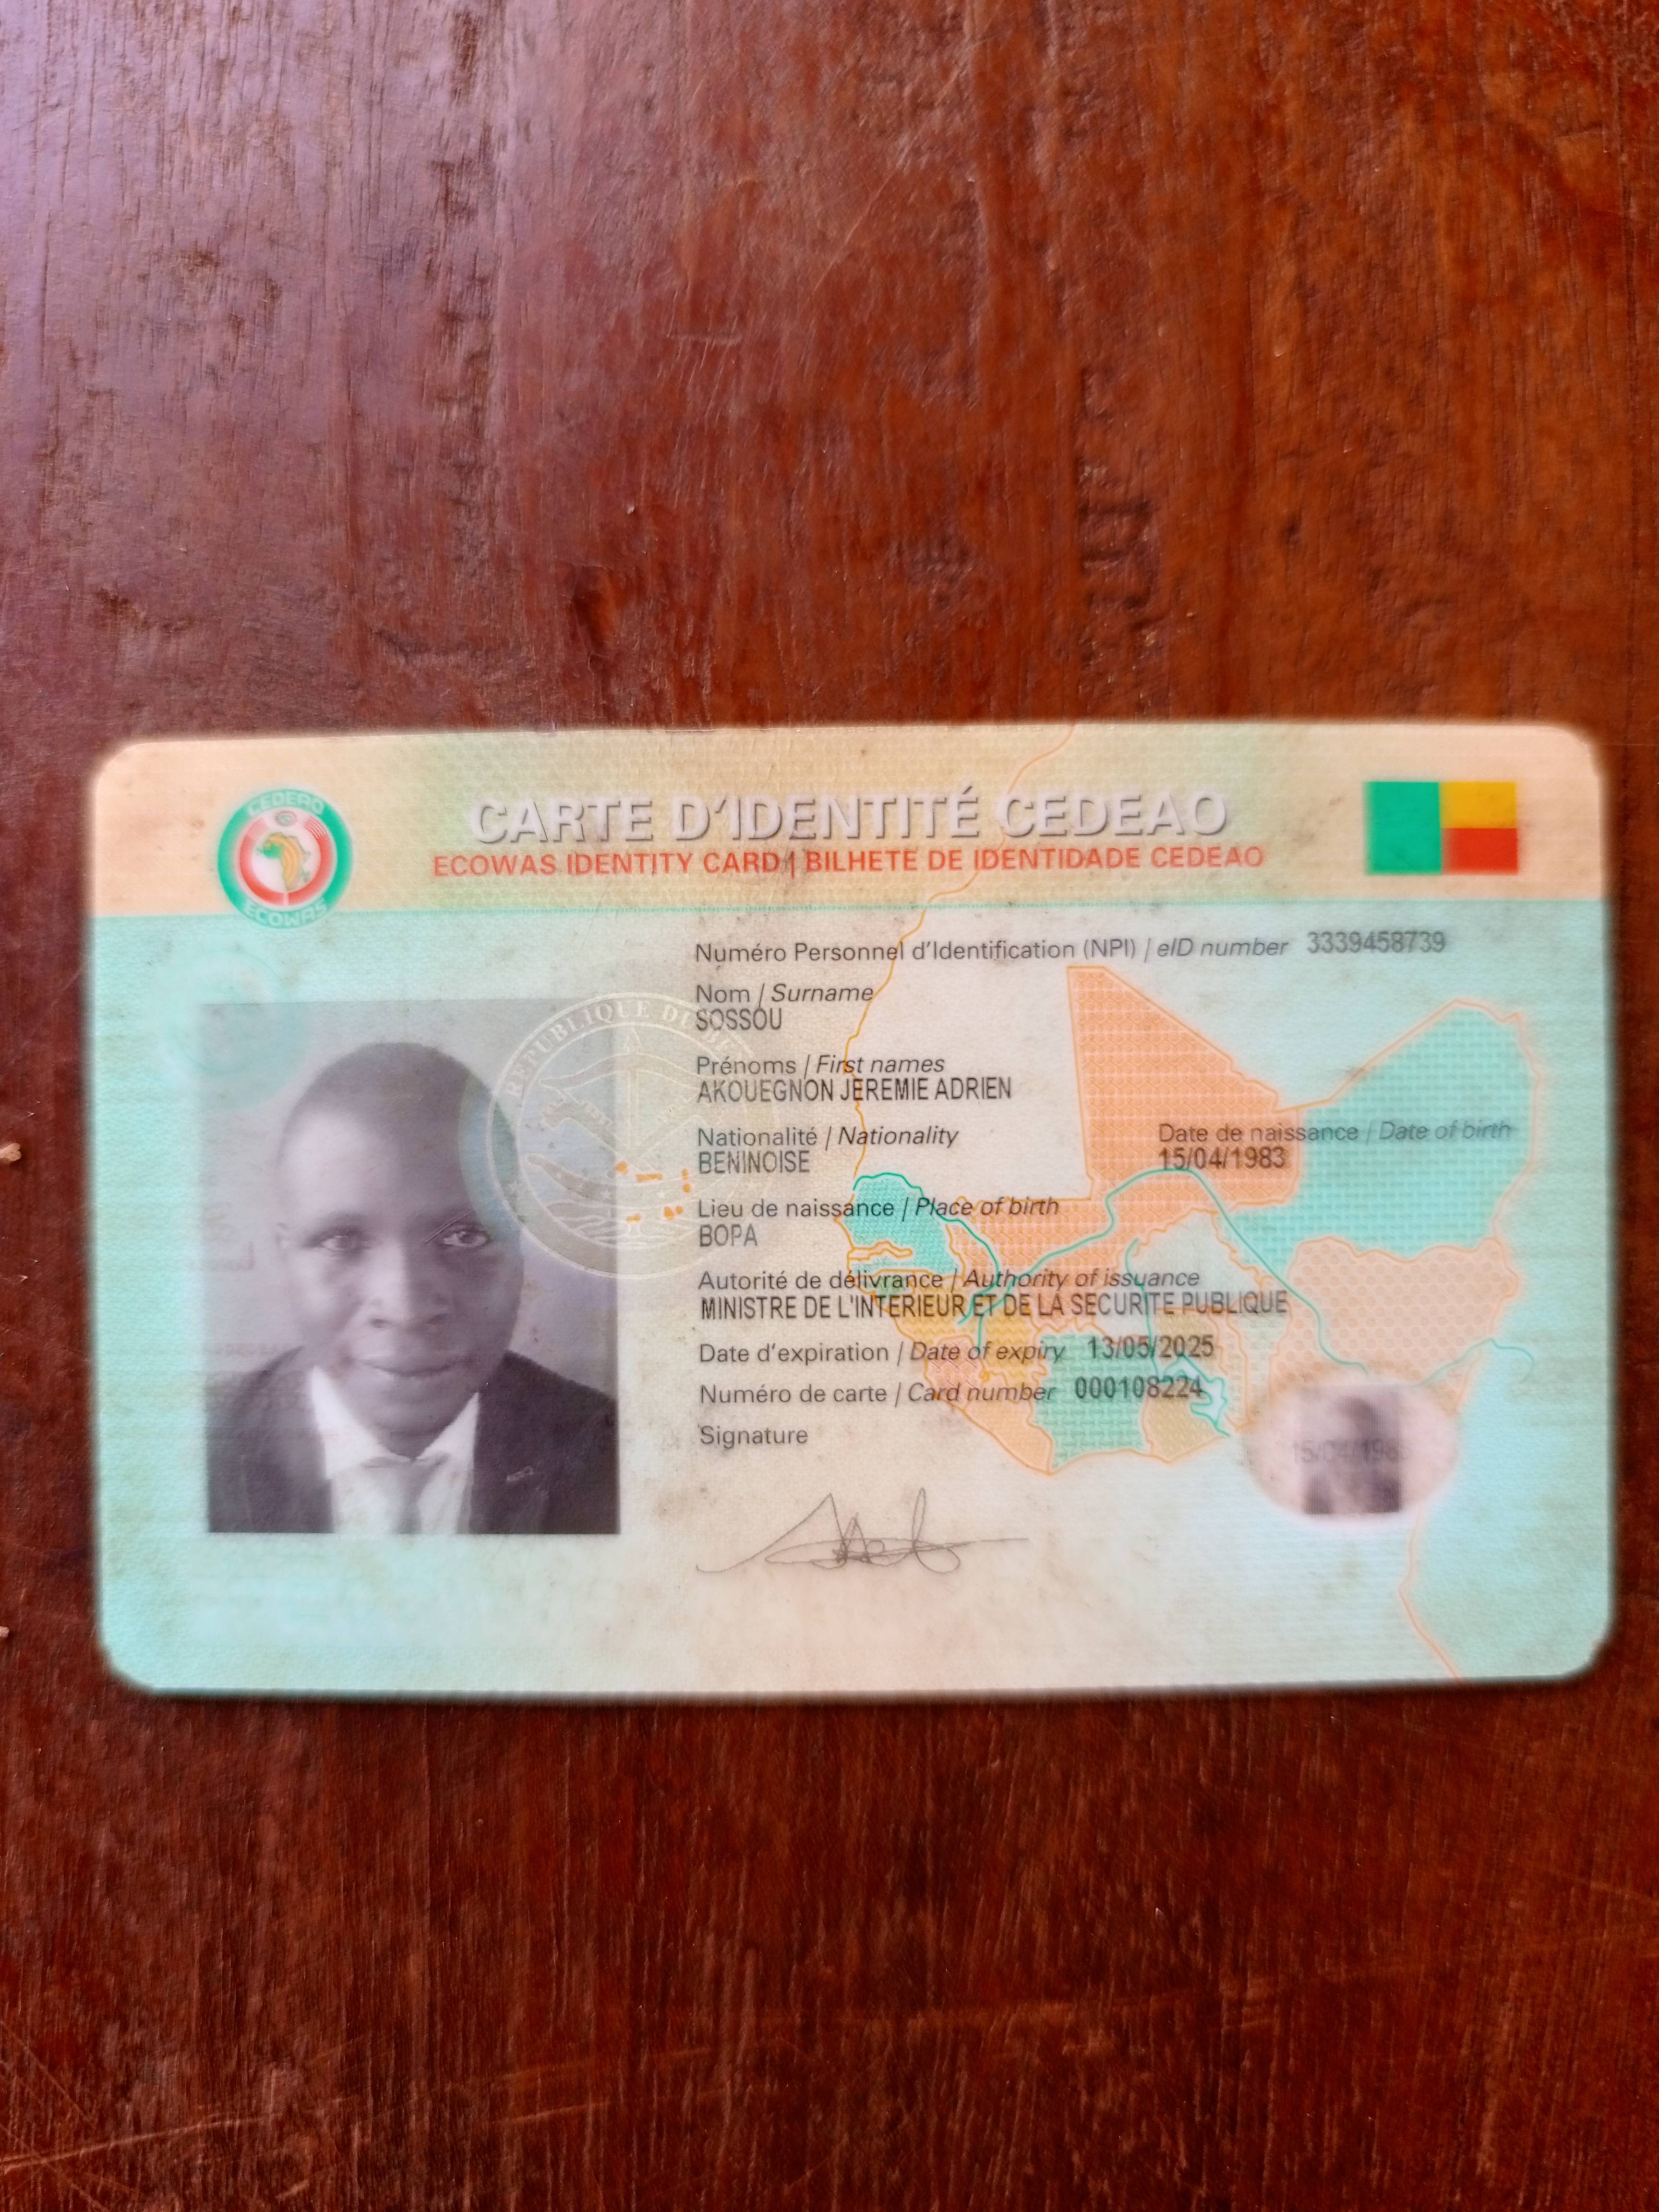 CARTE D'IDENTITÉ CEDEAO
ECOWAS IDENTITY CARD | BILHETE DE IDENTIDADE CEDEAO
CEDEAO
ECOWAS
Numéro Personnel d'Identification (NPI) | eID number 3339458739
Nom | Surname
SOSSOU
REPUBLIQUE DU
Prénoms | First names
AKOUEGNON JEREMIE ADRIEN
Nationalité | Nationality Date de naissance | Date of birth
BENINOISE 15/04/1983
Lieu de naissance | Place of birth
BOPA
Autorité de délivrance | Authority of issuance
MINISTRE DE L'INTERIEUR ET DE LA SECURITE PUBLIQUE
Date d'expiration | Date of expiry 13/05/2025
Numéro de carte | Card number 000108224
Signature
15/04/1983